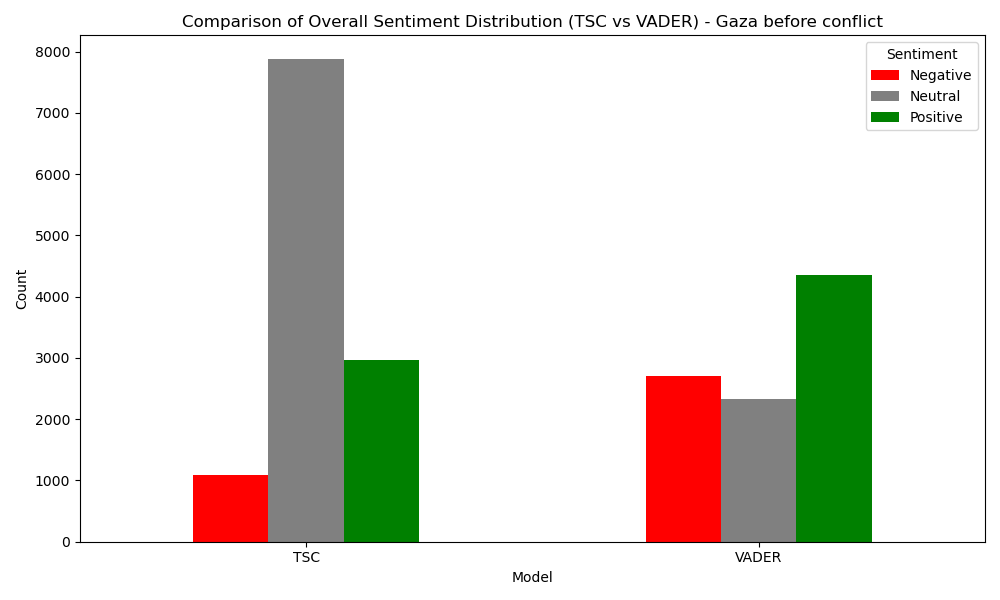 Comparison of Overall Sentiment Distribution (TSC vs VADER) - Gaza before conflict
Sentiment
Negative
Neutral
Positive
8000
7000
6000
5000
4000
3000
2000
1000
0
Count
TSC
VADER
Model